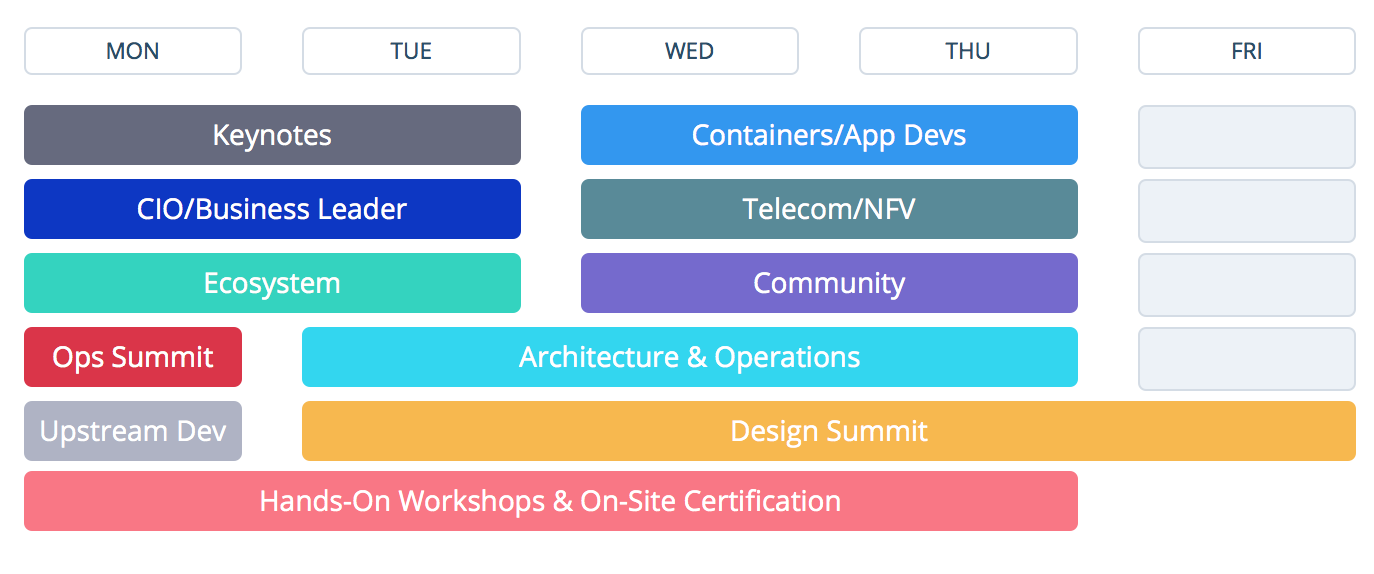 MON TUE WED THU FRI
Keynotes Containers/App Devs
CIO/Business Leader Telecom/NFV
Ecosystem Community
Ops Summit Architecture & Operations
Upstream Dev Design Summit
Hands-On Workshops & On-Site Certification